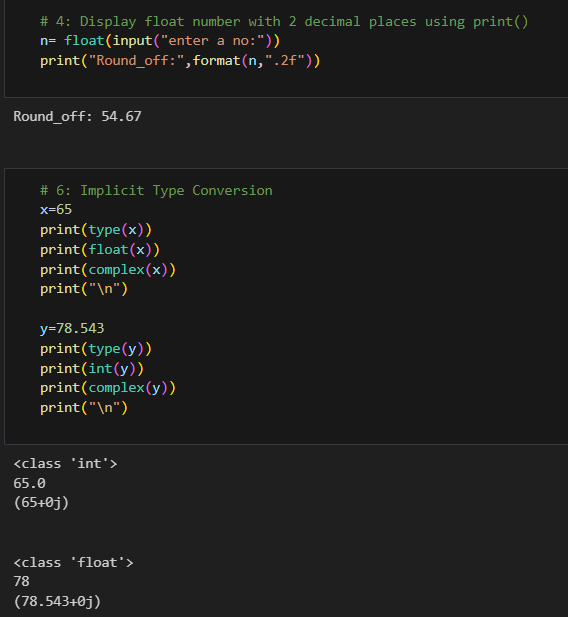 # 4: Display float number with 2 decimal places using print()
n= float(input("enter a no:"))
print("Round_off:",format(n,".2f"))
Round_off: 54.67
# 6: Implicit Type Conversion
x=65
print(type(x))
print(float(x))
print(complex(x))
print("\n")
y=78.543
print(type(y))
print(int(y))
print(complex(y))
print("\n")
<class 'int'>
65.0
(65+0j)
<class 'float'>
78
(78.543+0j)